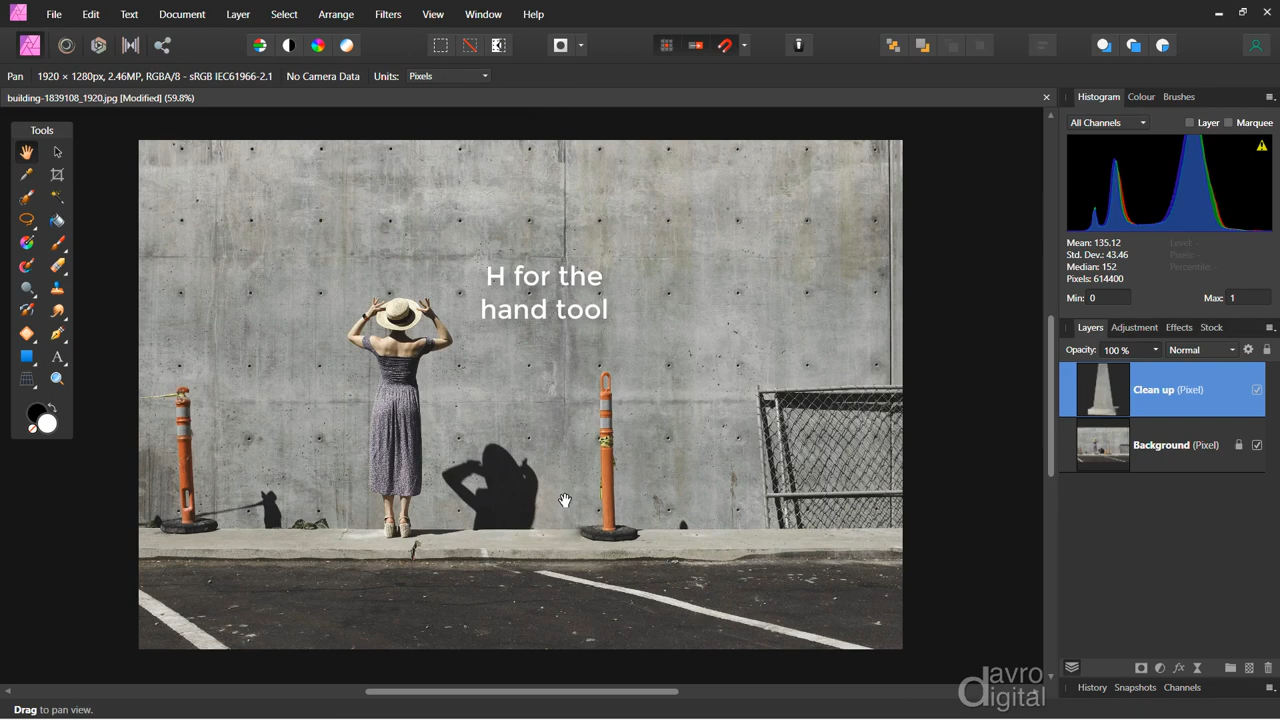 File Edit Text Document Layer Select Arrange Filters View Window Help
Pan 1920 × 1280px, 2.46MP, RGBA/8 - sRGB IEC61966-2.1 No Camera Data Units: Pixels
building-1839108_1920.jpg [Modified] (59.8%)
Tools
H for the
hand tool
Histogram Colour Brushes
All Channels Layer Marquee
Mean: 135.12 Level: -
Std. Dev.: 43.46 Pixels: -
Median: 152 Percentile: -
Pixels: 614400
Min: 0 Max: 1
Layers Adjustment Effects Stock
Opacity: 100 % Normal
Clean up (Pixel)
Background (Pixel)
davro
digital
History Snapshots Channels
Drag to pan view.